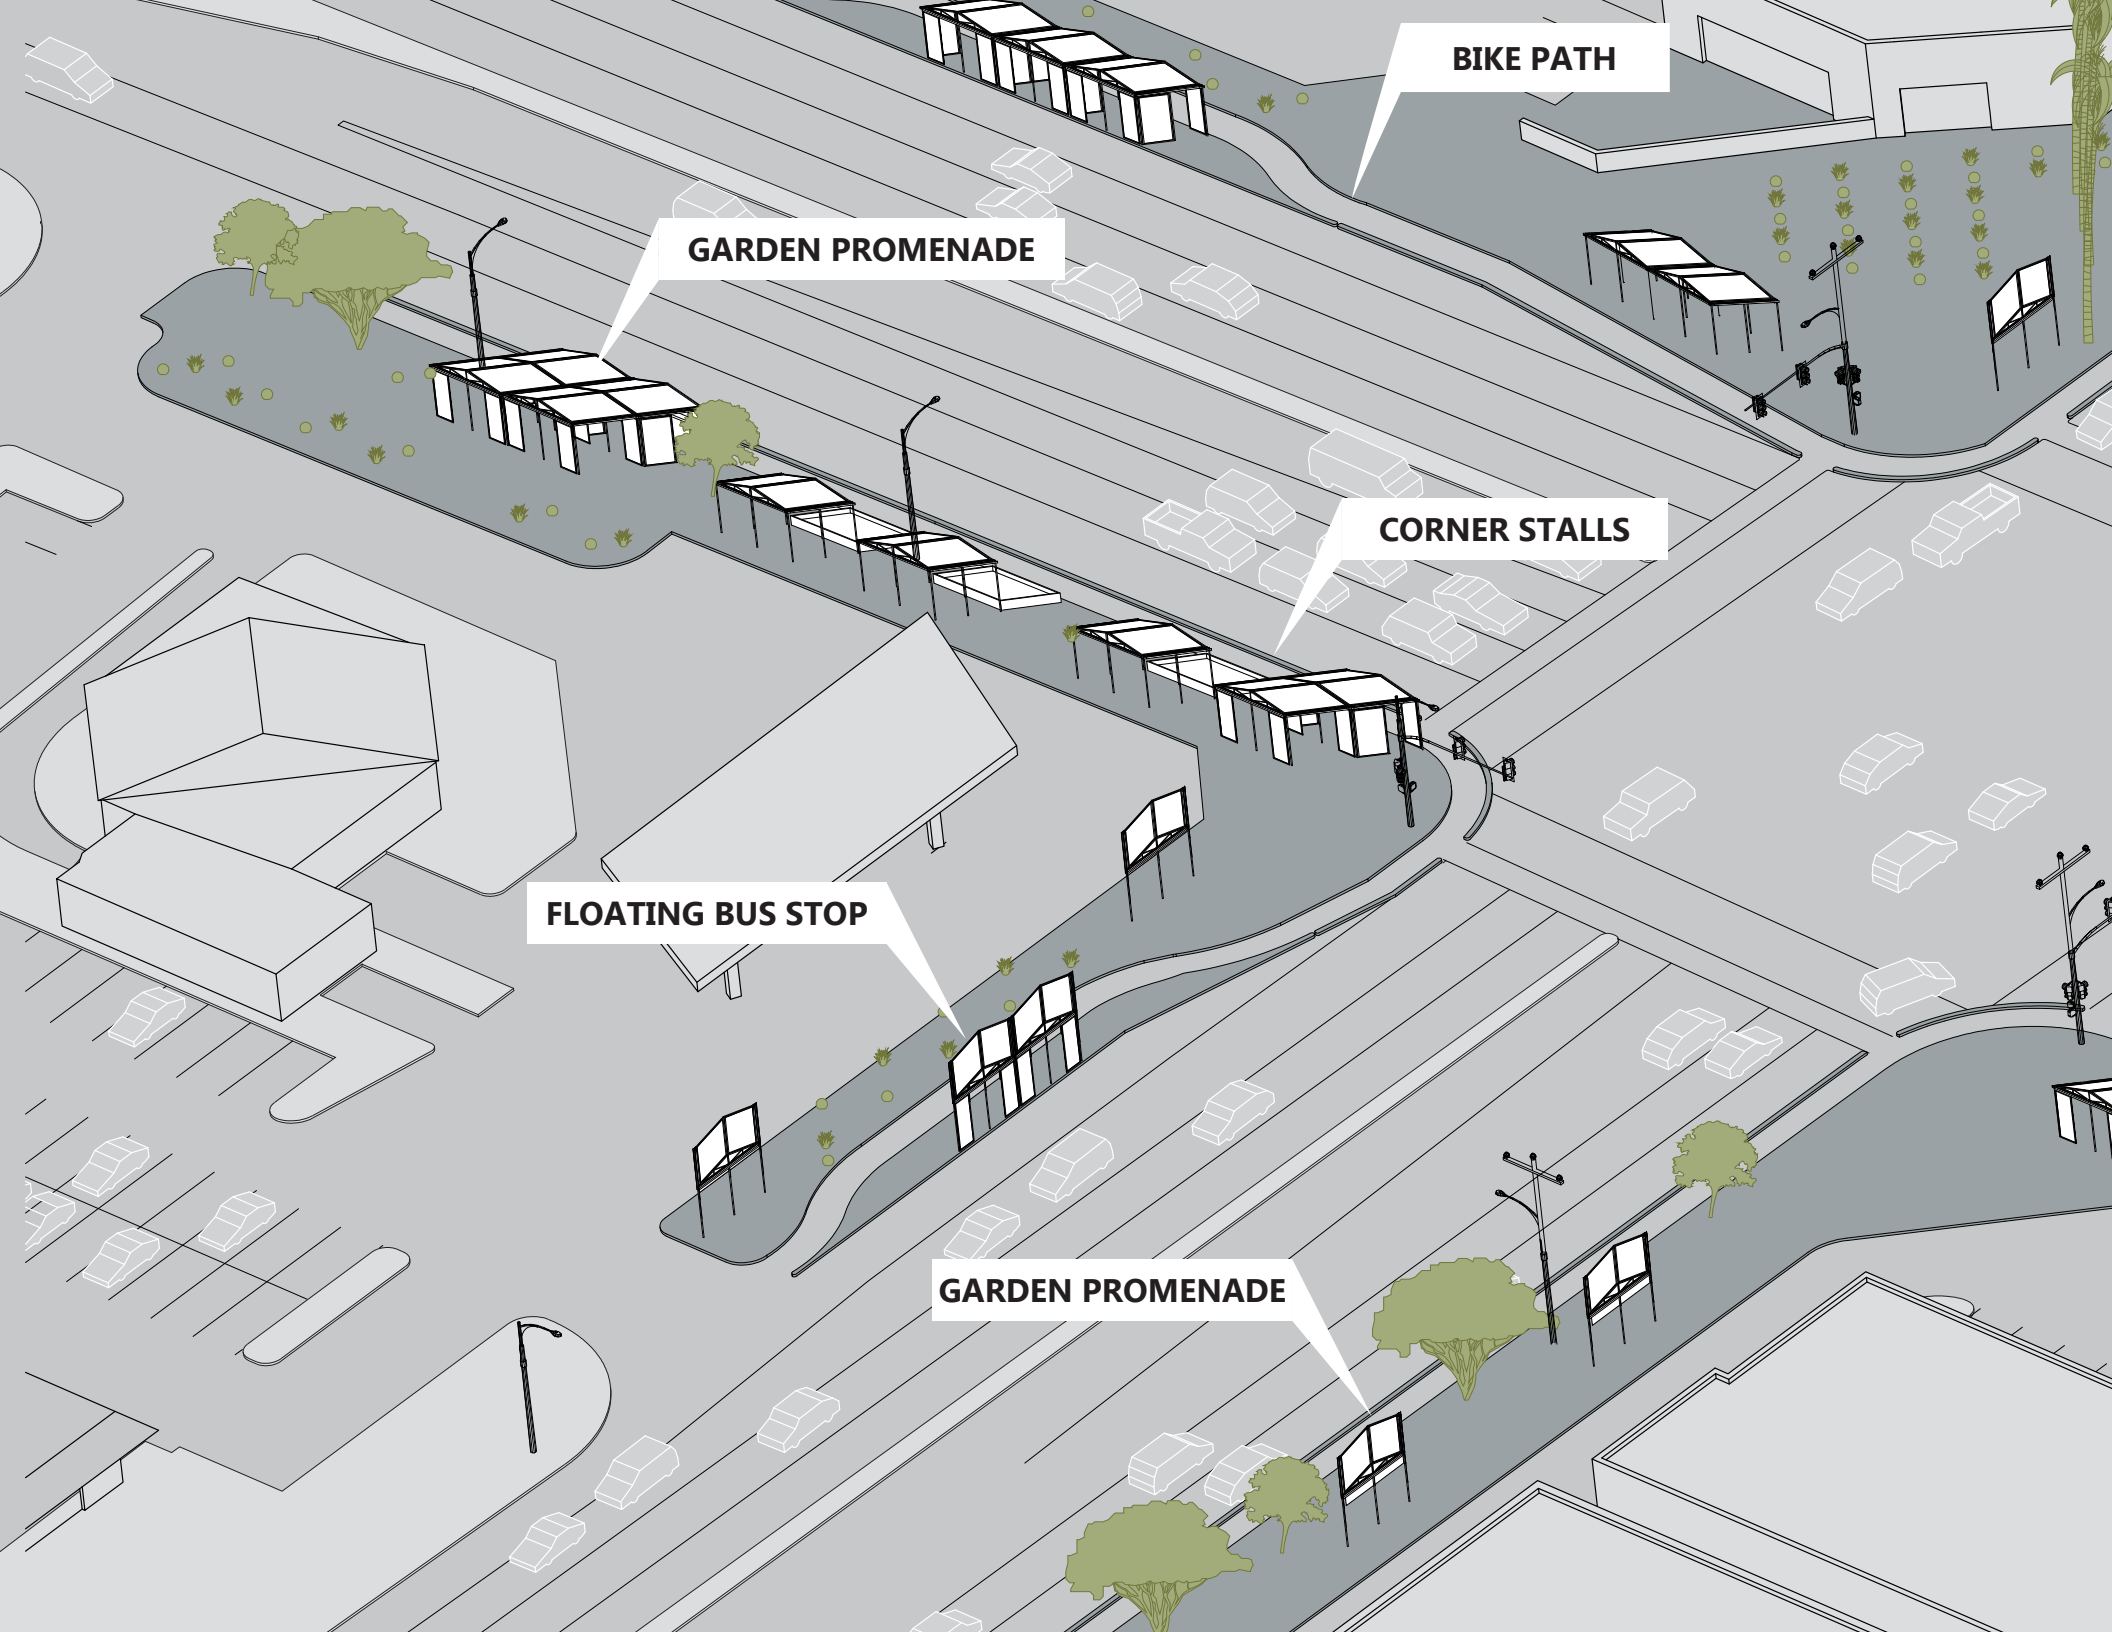 BIKE PATH
GARDEN PROMENADE
CORNER STALLS
FLOATING BUS STOP
GARDEN PROMENADE